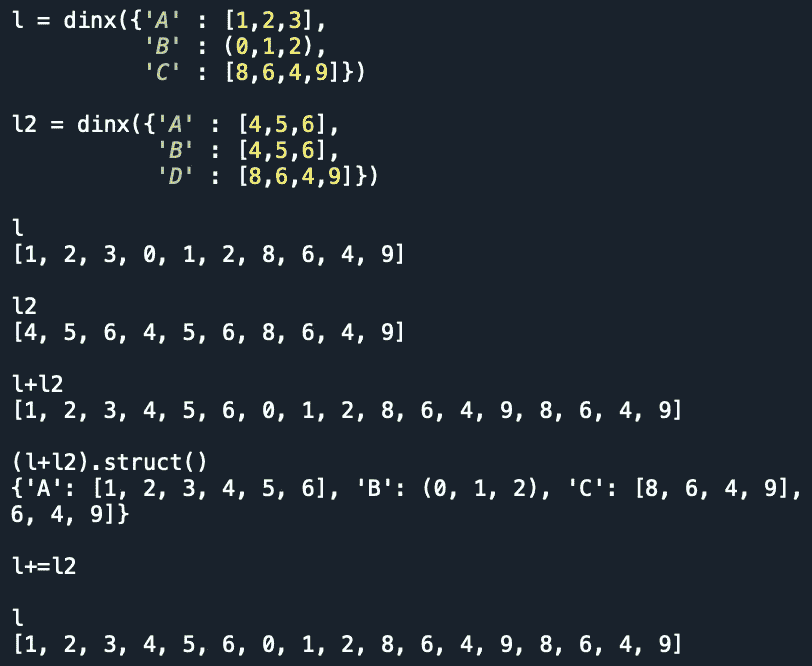 l = dinx({'A' : [1,2,3],
'B' : (0,1,2),
'C' : [8,6,4,9]})
l2 = dinx({'A' : [4,5,6],
'B' : [4,5,6],
'D' : [8,6,4,9]})
l
[1, 2, 3, 0, 1, 2, 8, 6, 4, 9]
l2
[4, 5, 6, 4, 5, 6, 8, 6, 4, 9]
l+l2
[1, 2, 3, 4, 5, 6, 0, 1, 2, 8, 6, 4, 9, 8, 6, 4, 9]
(l+l2).struct()
{'A': [1, 2, 3, 4, 5, 6], 'B': (0, 1, 2), 'C': [8, 6, 4, 9],
6, 4, 9]}
l+=l2
l
[1, 2, 3, 4, 5, 6, 0, 1, 2, 8, 6, 4, 9, 8, 6, 4, 9]